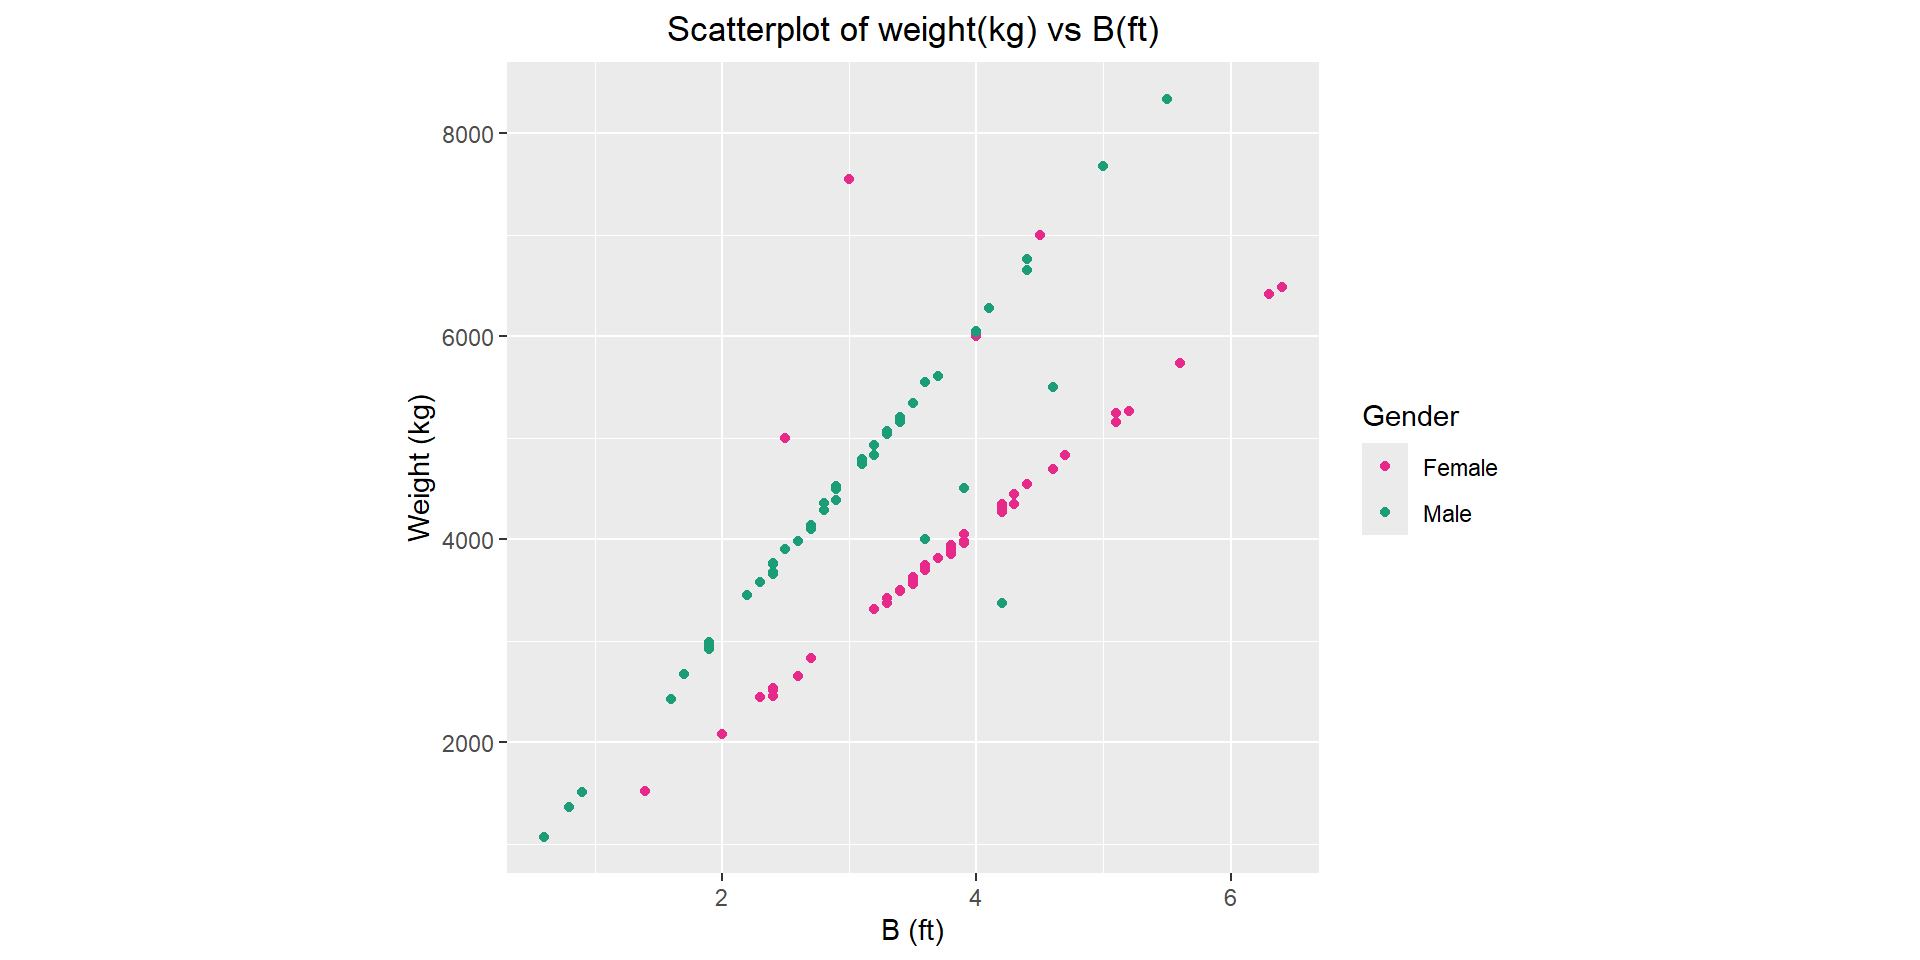 Scatterplot of weight(kg) vs B(ft)
8000
6000
4000
2000
Weight (kg)
2
4
6
B (ft)
Gender
Female
Male